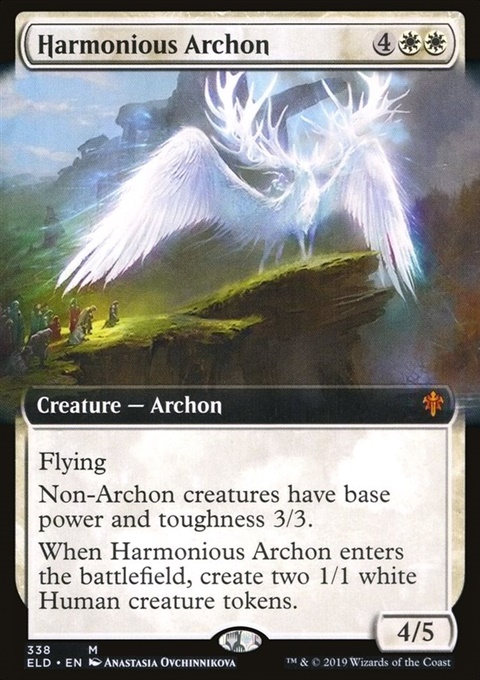 Harmonious Archon 4
Creature — Archon
Flying
Non-Archon creatures have base
power and toughness 3/3.
When Harmonious Archon enters
the battlefield, create two 1/1 white
Human creature tokens.
4/5
338 M
ELD • EN Anastasia Ovchinnikova
™ & © 2019 Wizards of the Coast